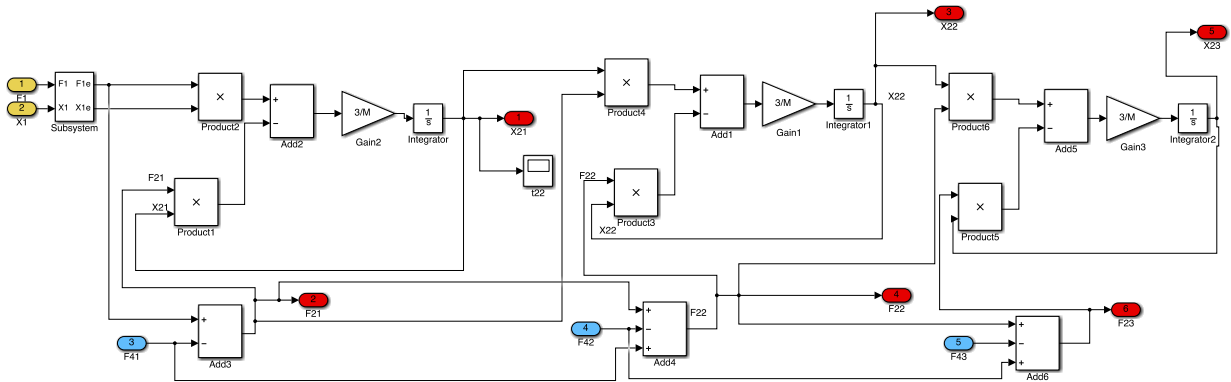 3
X22
5
X23
1
F1
2
X1
F1 F1e
X1 X1e
Subsystem
×
Product2
+
−
Add2
3/M
Gain2
1
s
Integrator
1
X21
t22
×
Product4
+
−
Add1
3/M
Gain1
1
s
Integrator1
X22
×
Product6
+
−
Add5
3/M
Gain3
1
s
Integrator2
F21
X21
×
Product1
F22
X22
×
Product3
×
Product5
2
F21
3
F41
+
−
Add3
4
F42
+
−
+
Add4
F22
4
F22
5
F43
+
−
+
Add6
6
F23